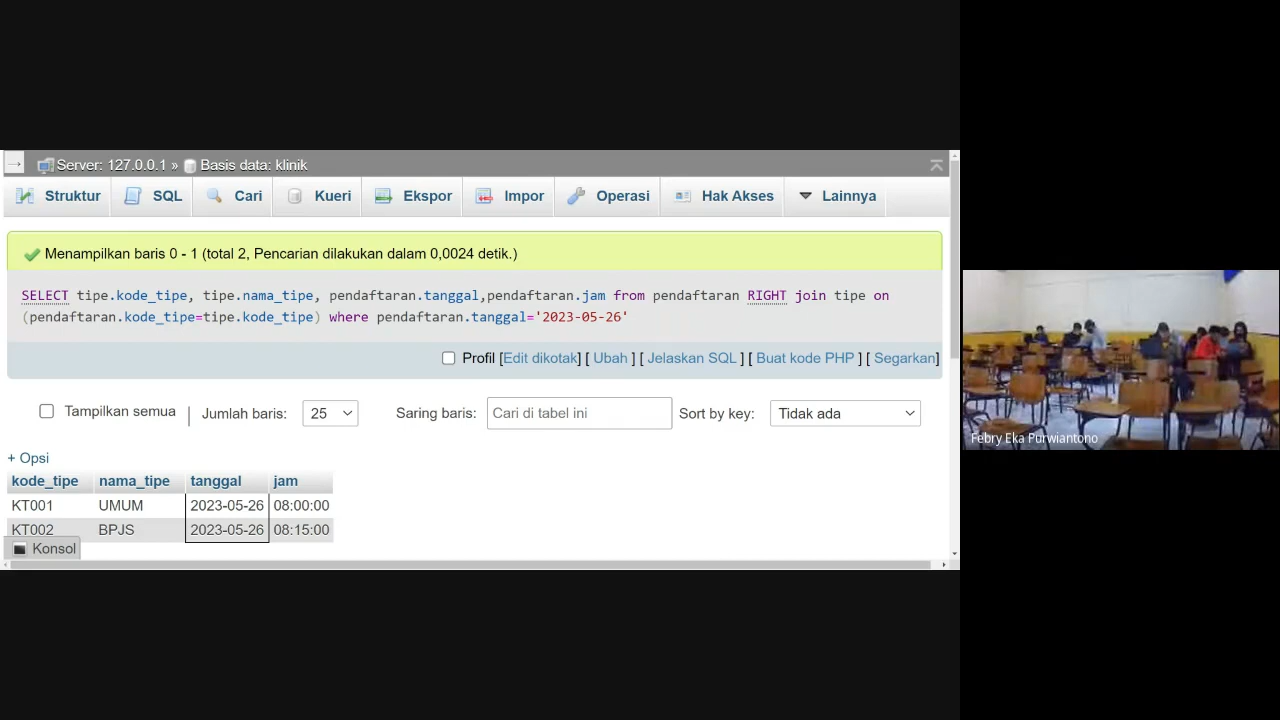 Server: 127.0.0.1 » Basis data: klinik
Struktur SQL Cari Kueri Ekspor Impor Operasi Hak Akses Lainnya
Menampilkan baris 0 - 1 (total 2, Pencarian dilakukan dalam 0,0024 detik.)
SELECT tipe.kode_tipe, tipe.nama_tipe, pendaftaran.tanggal,pendaftaran.jam from pendaftaran RIGHT join tipe on
(pendaftaran.kode_tipe=tipe.kode_tipe) where pendaftaran.tanggal='2023-05-26'
Profil [Edit dikotak] [ Ubah ] [ Jelaskan SQL ] [ Buat kode PHP ] [ Segarkan]
Tampilkan semua | Jumlah baris: 25 Saring baris: Cari di tabel ini Sort by key: Tidak ada
+ Opsi
kode_tipe nama_tipe tanggal jam
KT001 UMUM 2023-05-26 08:00:00
KT002 BPJS 2023-05-26 08:15:00
Konsol
Febry Eka Purwiantono